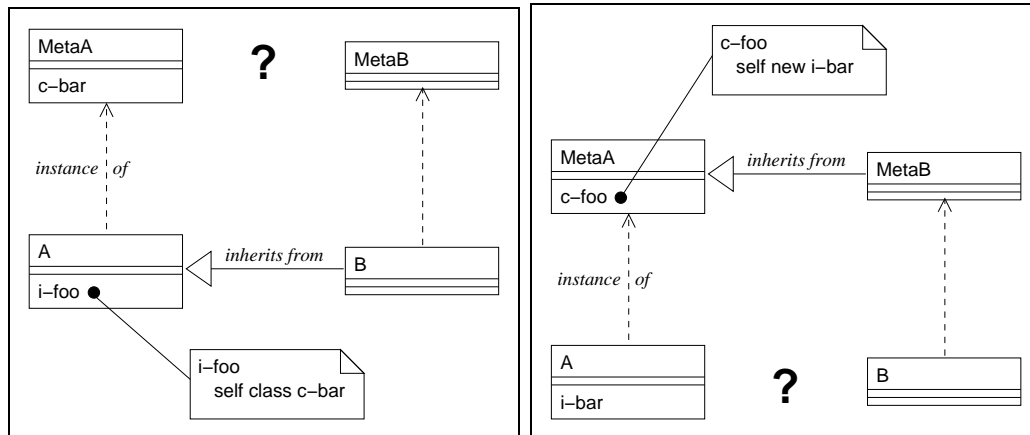 MetaA
c–bar
?
MetaB
instance of
A
i–foo
inherits from
B
i–foo
self class c–bar
c–foo
self new i–bar
MetaA
c–foo
inherits from
MetaB
instance of
A
i–bar
?
B